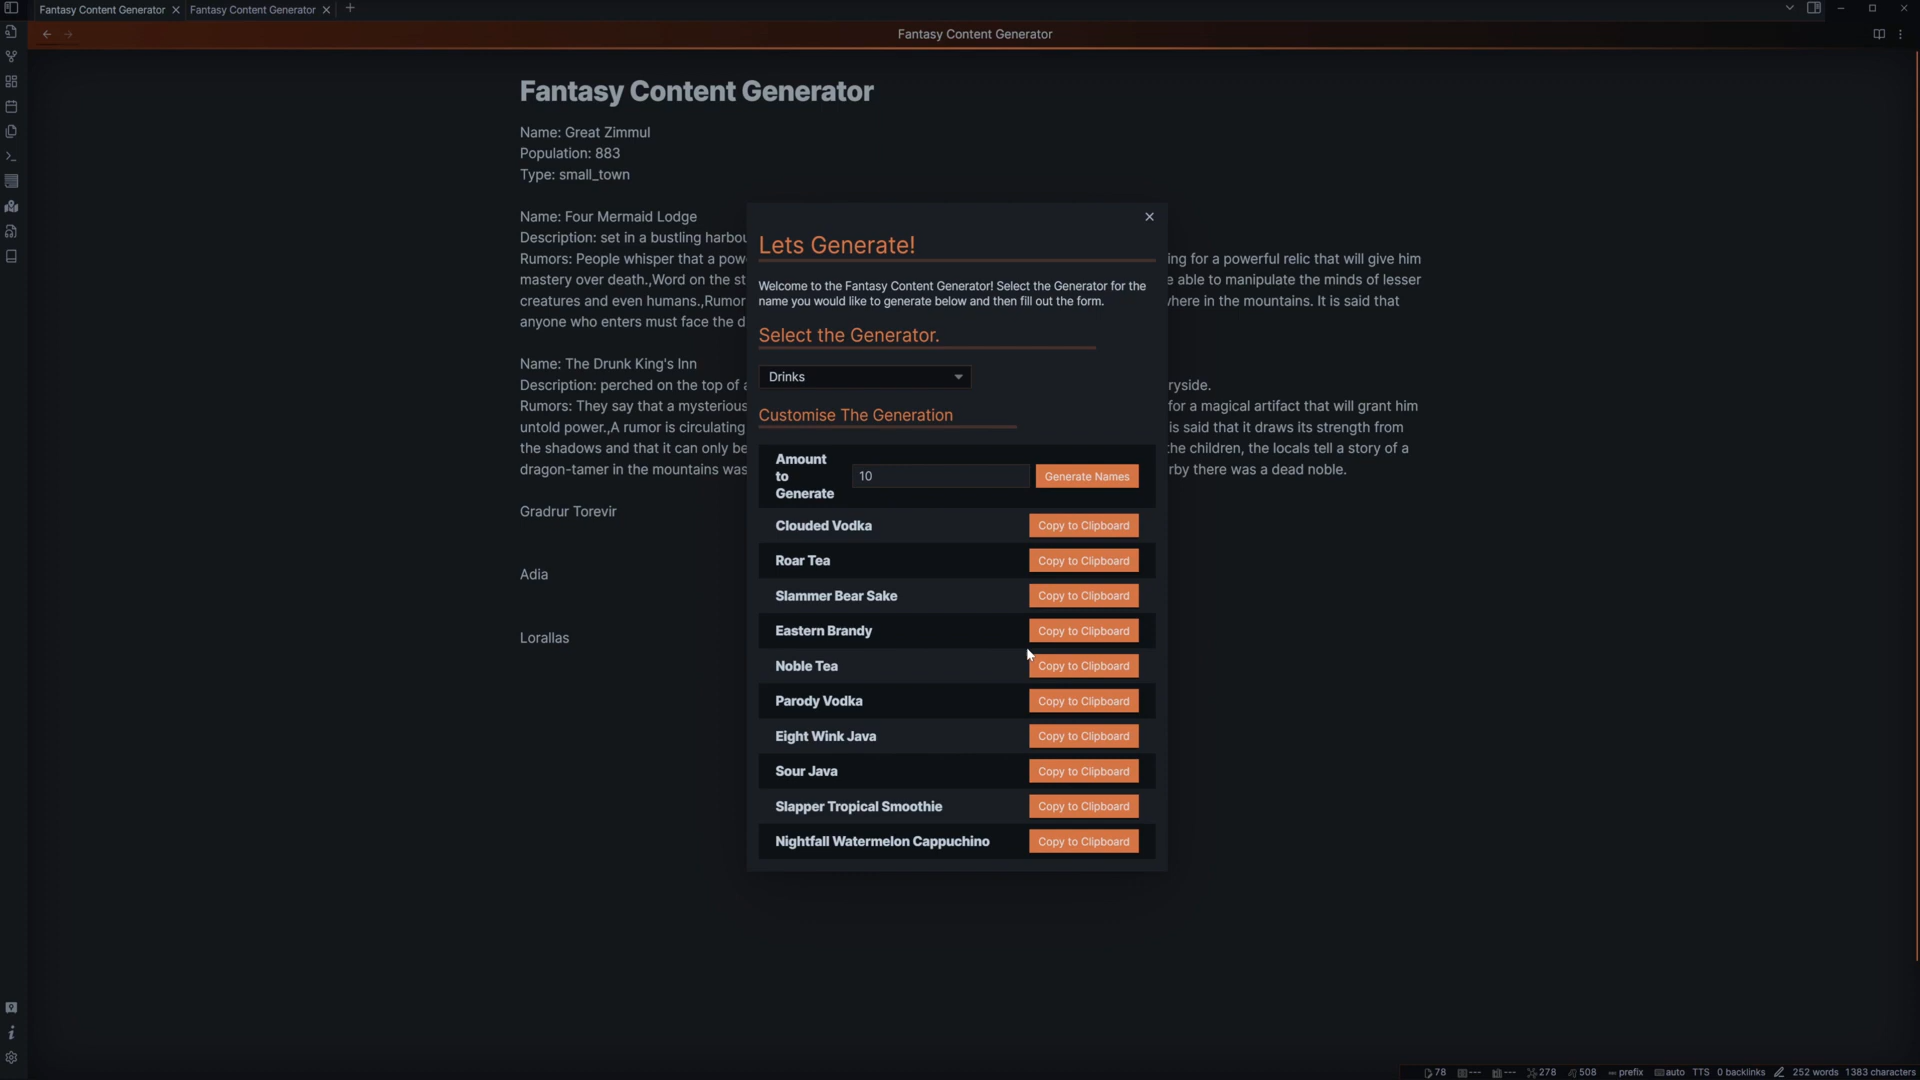 Fantasy Content Generator
Fantasy Content Generator
Fantasy Content Generator
Fantasy Content Generator
Name: Great Zimmul
Population: 883
Type: small_town
Name: Four Mermaid Lodge
Description: set in a bustling harbou
Rumors: People whisper that a pow
ing for a powerful relic that will give him
mastery over death.,Word on the st
e able to manipulate the minds of lesser
creatures and even humans.,Rumor
where in the mountains. It is said that
anyone who enters must face the d
Name: The Drunk King's Inn
Description: perched on the top of a
ryside.
Rumors: They say that a mysterious
for a magical artifact that will grant him
untold power.,A rumor is circulating
is said that it draws its strength from
the shadows and that it can only be
the children, the locals tell a story of a
dragon-tamer in the mountains was
rby there was a dead noble.
Gradrur Torevir
Adia
Lorallas
Lets Generate!
Welcome to the Fantasy Content Generator! Select the Generator for the
name you would like to generate below and then fill out the form.
Select the Generator.
Drinks
Customise The Generation
Amount
to
Generate
10
Generate Names
Clouded Vodka Copy to Clipboard
Roar Tea Copy to Clipboard
Slammer Bear Sake Copy to Clipboard
Eastern Brandy Copy to Clipboard
Noble Tea Copy to Clipboard
Parody Vodka Copy to Clipboard
Eight Wink Java Copy to Clipboard
Sour Java Copy to Clipboard
Slapper Tropical Smoothie Copy to Clipboard
Nightfall Watermelon Cappuchino Copy to Clipboard
78 --- --- 278 508 prefix auto TTS 0 backlinks 252 words 1383 characters